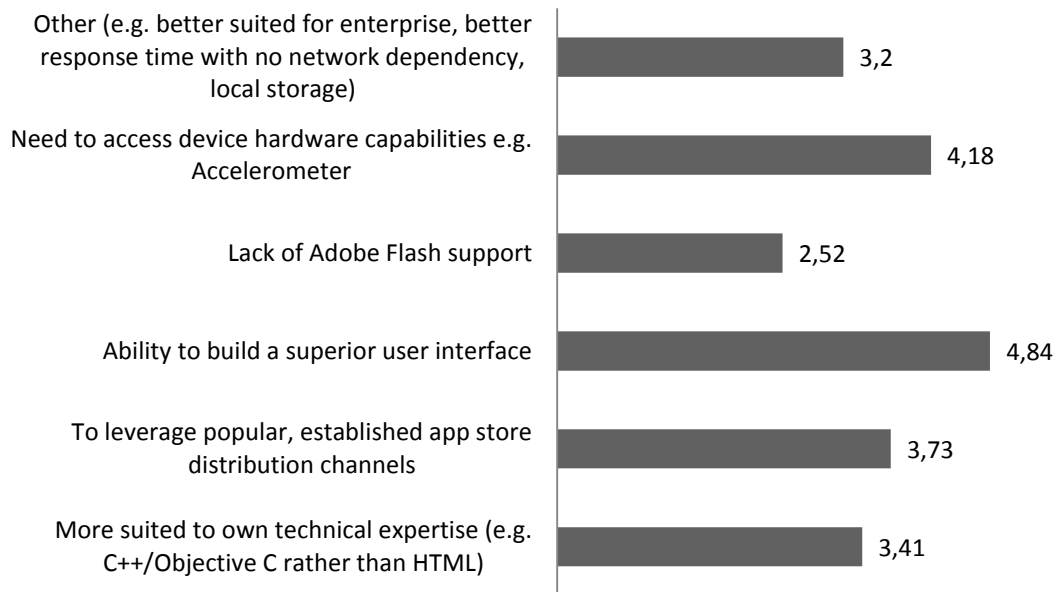 Other (e.g. better suited for enterprise, better
response time with no network dependency,
local storage)
3,2
Need to access device hardware capabilities e.g.
Accelerometer
4,18
Lack of Adobe Flash support
2,52
Ability to build a superior user interface
4,84
To leverage popular, established app store
distribution channels
3,73
More suited to own technical expertise (e.g.
C++/Objective C rather than HTML)
3,41